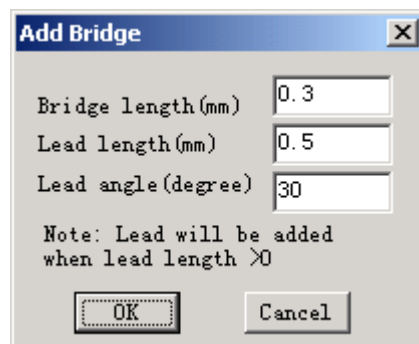 Add Bridge
Bridge length(mm) 0.3
Lead length(mm) 0.5
Lead angle(degree) 30
Note: Lead will be added
when lead length >0
OK Cancel